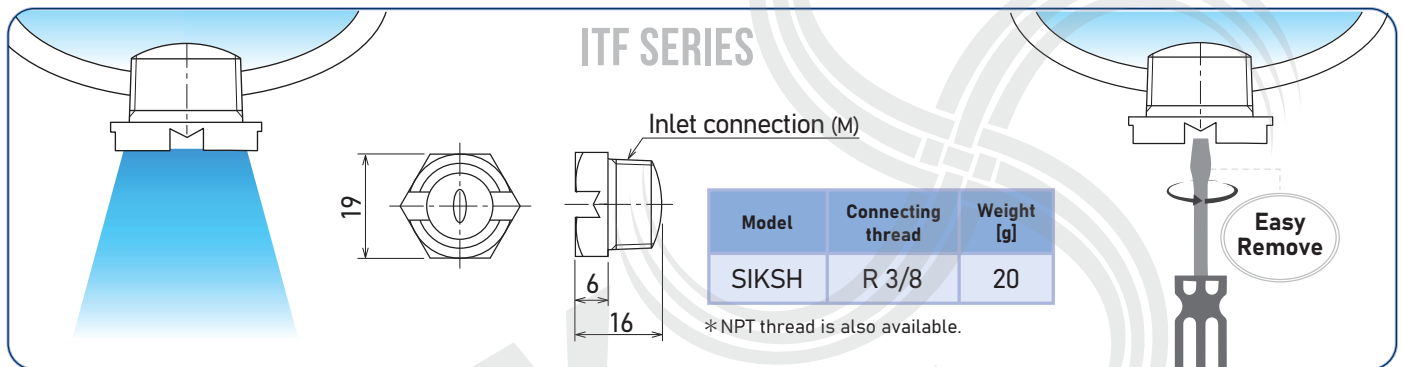 ITF SERIES
Inlet connection (M)
19
6
16
Model Connecting thread Weight [g]
SIKSH R 3/8 20
＊NPT thread is also available.
Easy
Remove